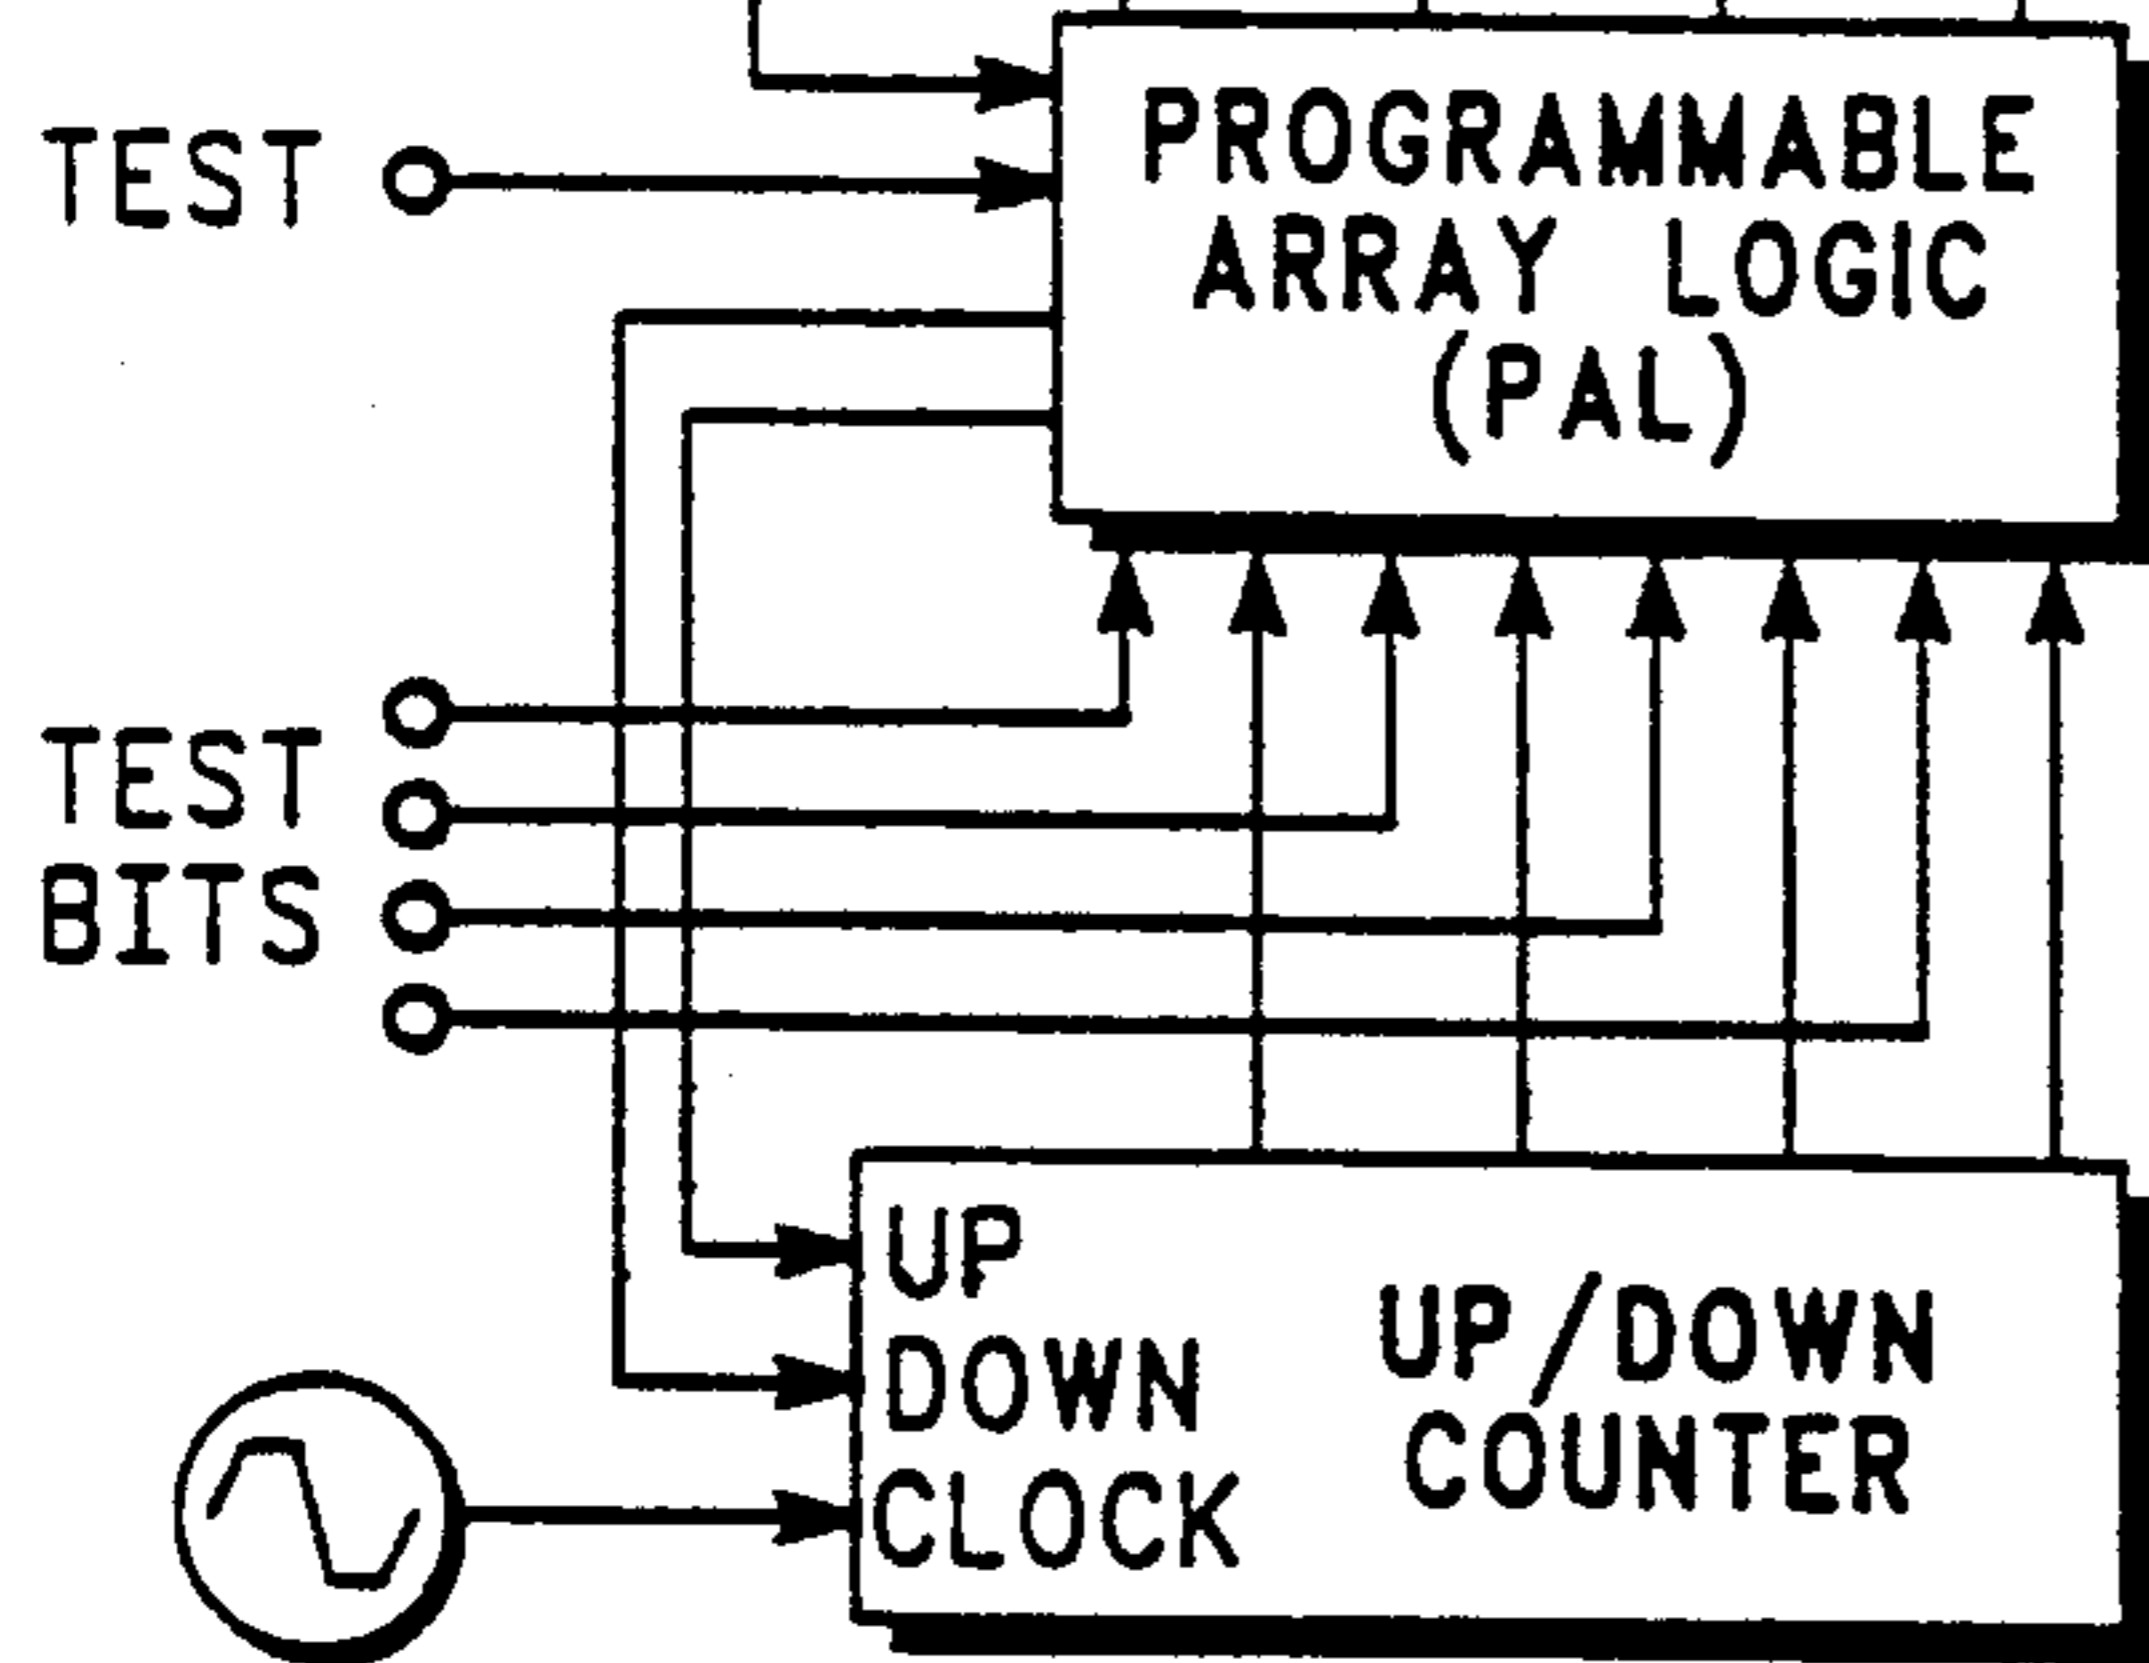 TEST
PROGRAMMABLE
ARRAY LOGIC
(PAL)
TEST
BITS
UP
DOWN
CLOCK
UP/DOWN
COUNTER